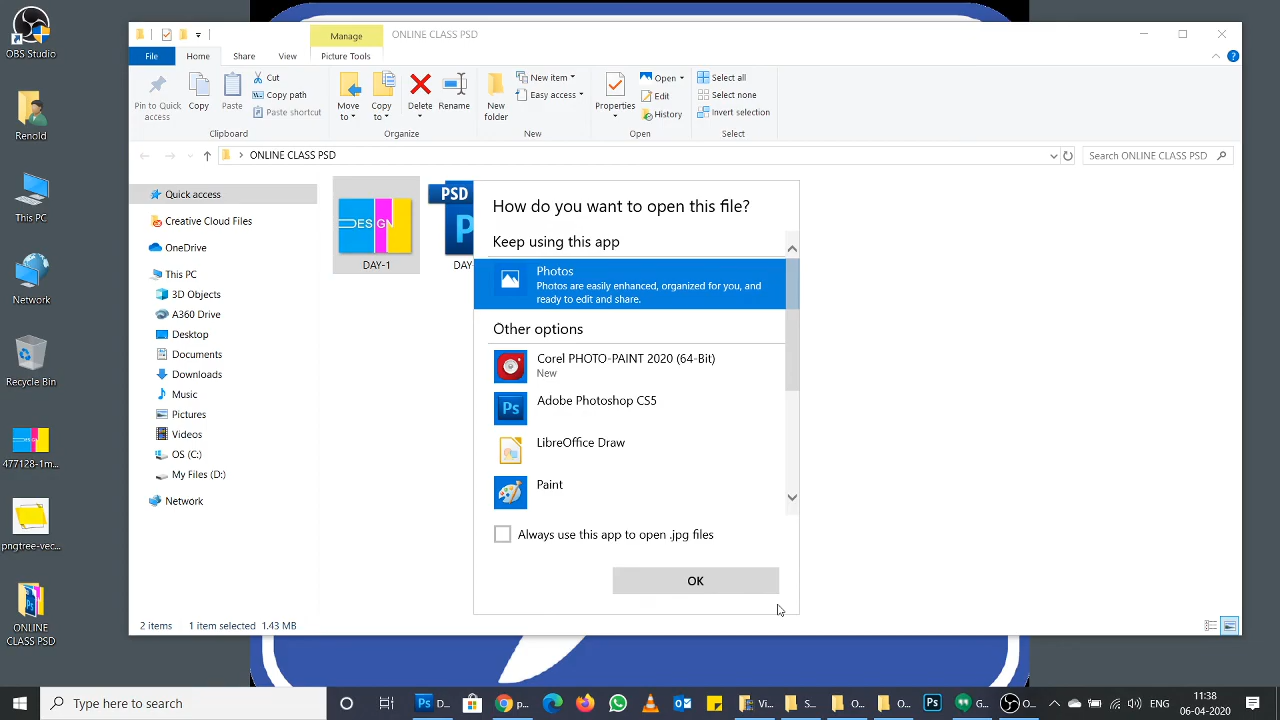 OBS Studio
Renold
This PC
Network
Recycle Bin
477128-1m...
pngtree-vec...
ONLINE
CLASS PSD
Manage
ONLINE CLASS PSD
File
Home
Share
View
Picture Tools
Pin to Quick
access
Copy
Paste
Cut
Copy path
Paste shortcut
Clipboard
Move
to
Copy
to
Delete
Rename
Organize
New
folder
New item
Easy access
New
Properties
Open
Edit
History
Open
Select all
Select none
Invert selection
Select
ONLINE CLASS PSD
Search ONLINE CLASS PSD
Quick access
Creative Cloud Files
OneDrive
This PC
3D Objects
A360 Drive
Desktop
Documents
Downloads
Music
Pictures
Videos
OS (C:)
My Files (D:)
Network
DESIGN
DAY-1
PSD
P
DAY-
How do you want to open this file?
Keep using this app
Photos
Photos are easily enhanced, organized for you, and
ready to edit and share.
Other options
Corel PHOTO-PAINT 2020 (64-Bit)
New
Ps
Adobe Photoshop CS5
LibreOffice Draw
Paint
Always use this app to open .jpg files
OK
2 items
1 item selected
1.43 MB
Type here to search
Ps
D...
p...
Vi...
S...
O...
O...
Ps
G...
O...
ENG
11:38
06-04-2020